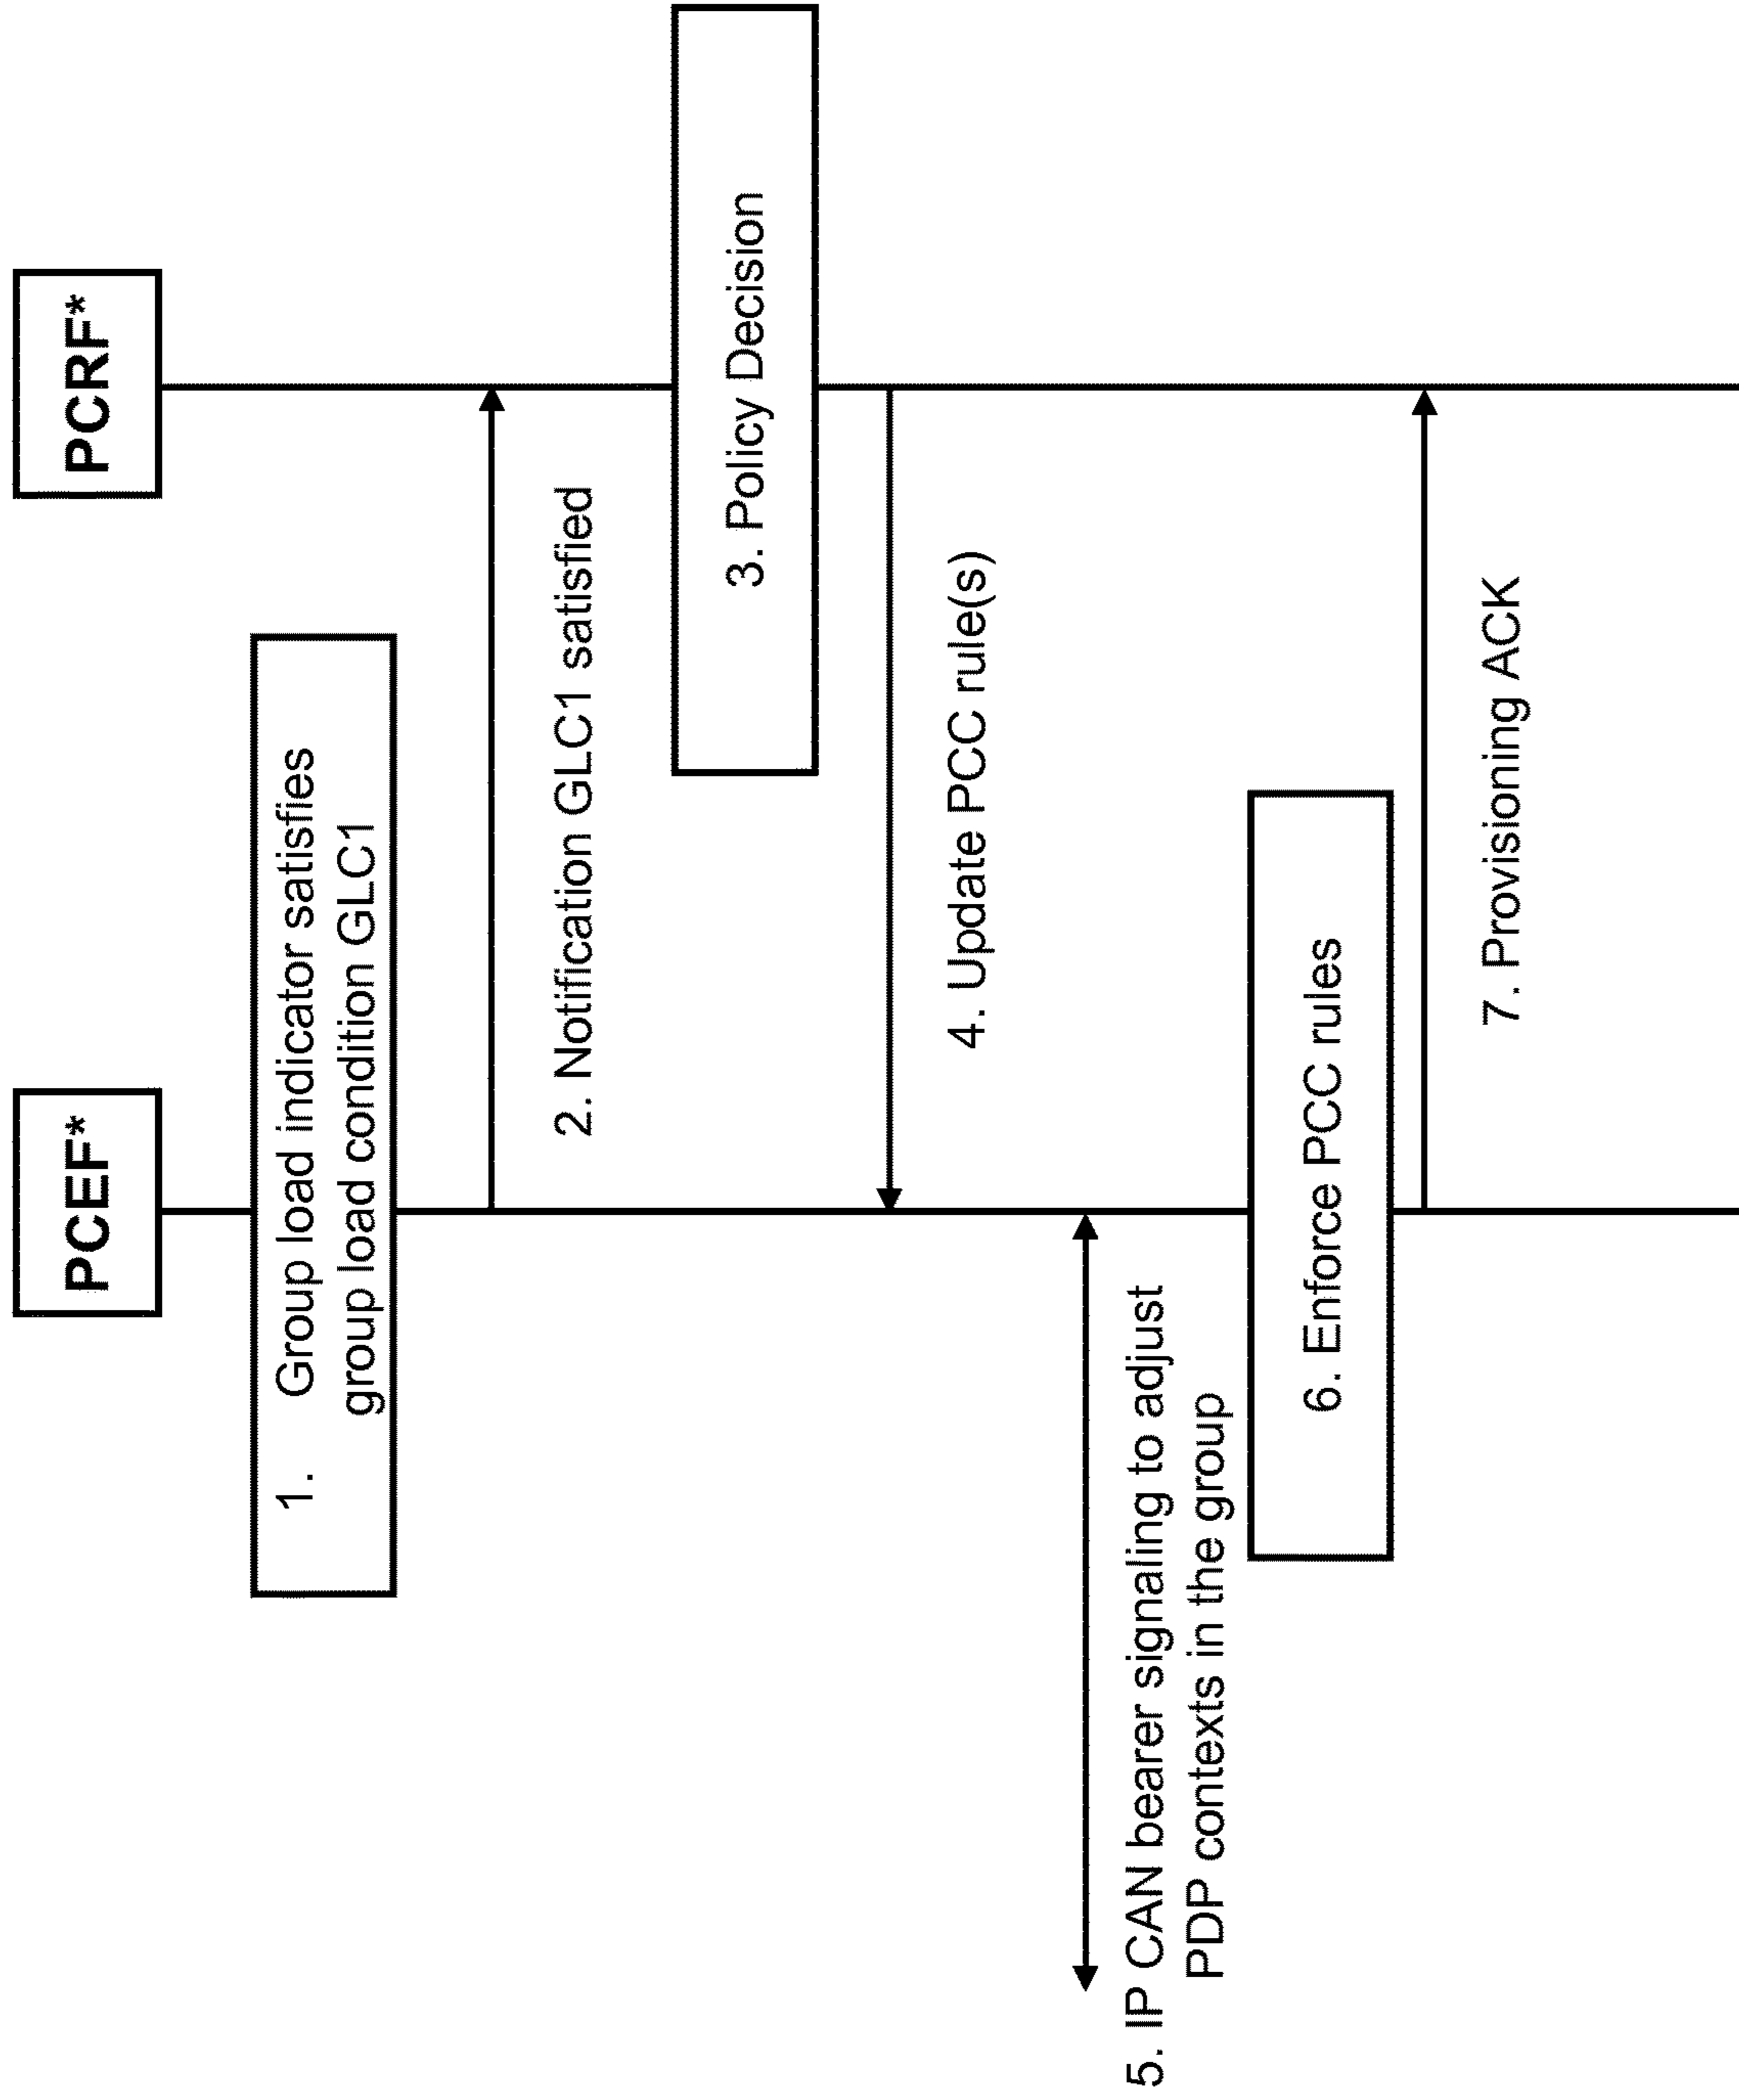 PCEF*
PCRF*
1. Group load indicator satisfies
group load condition GLC1
2. Notification GLC1 satisfied
3. Policy Decision
4. Update PCC rule(s)
5. IP CAN bearer signaling to adjust
PDP contexts in the group
6. Enforce PCC rules
7. Provisioning ACK